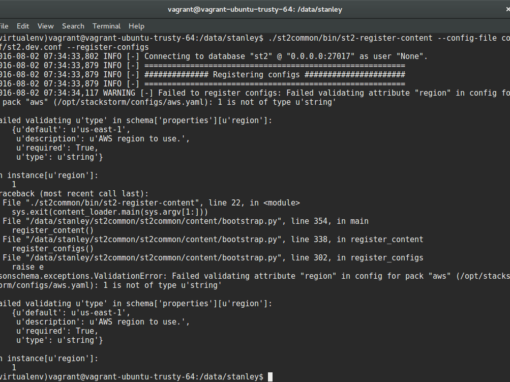 vagrant@vagrant-ubuntu-trusty-64: /data/stanley
File Edit View Search Terminal Help
virtualenv)vagrant@vagrant-ubuntu-trusty-64:/data/stanley$ ./st2common/bin/st2-register-content --config-file co
f/st2.dev.conf --register-configs
016-08-02 07:34:33,802 INFO [-] Connecting to database "st2" @ "0.0.0.0:27017" as user "None".
016-08-02 07:34:33,879 INFO [-] =========================================================
016-08-02 07:34:33,879 INFO [-] ############## Registering configs ######################
016-08-02 07:34:33,879 INFO [-] =========================================================
016-08-02 07:34:34,117 WARNING [-] Failed to register configs: Failed validating attribute "region" in config fo
pack "aws" (/opt/stackstorm/configs/aws.yaml): 1 is not of type u'string'
ailed validating u'type' in schema['properties'][u'region']:
{u'default': u'us-east-1',
u'description': u'AWS region to use.',
u'required': True,
u'type': u'string'}
n instance[u'region']:
1
raceback (most recent call last):
File "./st2common/bin/st2-register-content", line 22, in <module>
sys.exit(content_loader.main(sys.argv[1:]))
File "/data/stanley/st2common/st2common/content/bootstrap.py", line 354, in main
register_content()
File "/data/stanley/st2common/st2common/content/bootstrap.py", line 338, in register_content
register_configs()
File "/data/stanley/st2common/st2common/content/bootstrap.py", line 302, in register_configs
raise e
sonschema.exceptions.ValidationError: Failed validating attribute "region" in config for pack "aws" (/opt/stacks
orm/configs/aws.yaml): 1 is not of type u'string'
ailed validating u'type' in schema['properties'][u'region']:
{u'default': u'us-east-1',
u'description': u'AWS region to use.',
u'required': True,
u'type': u'string'}
n instance[u'region']:
1
virtualenv)vagrant@vagrant-ubuntu-trusty-64:/data/stanley$